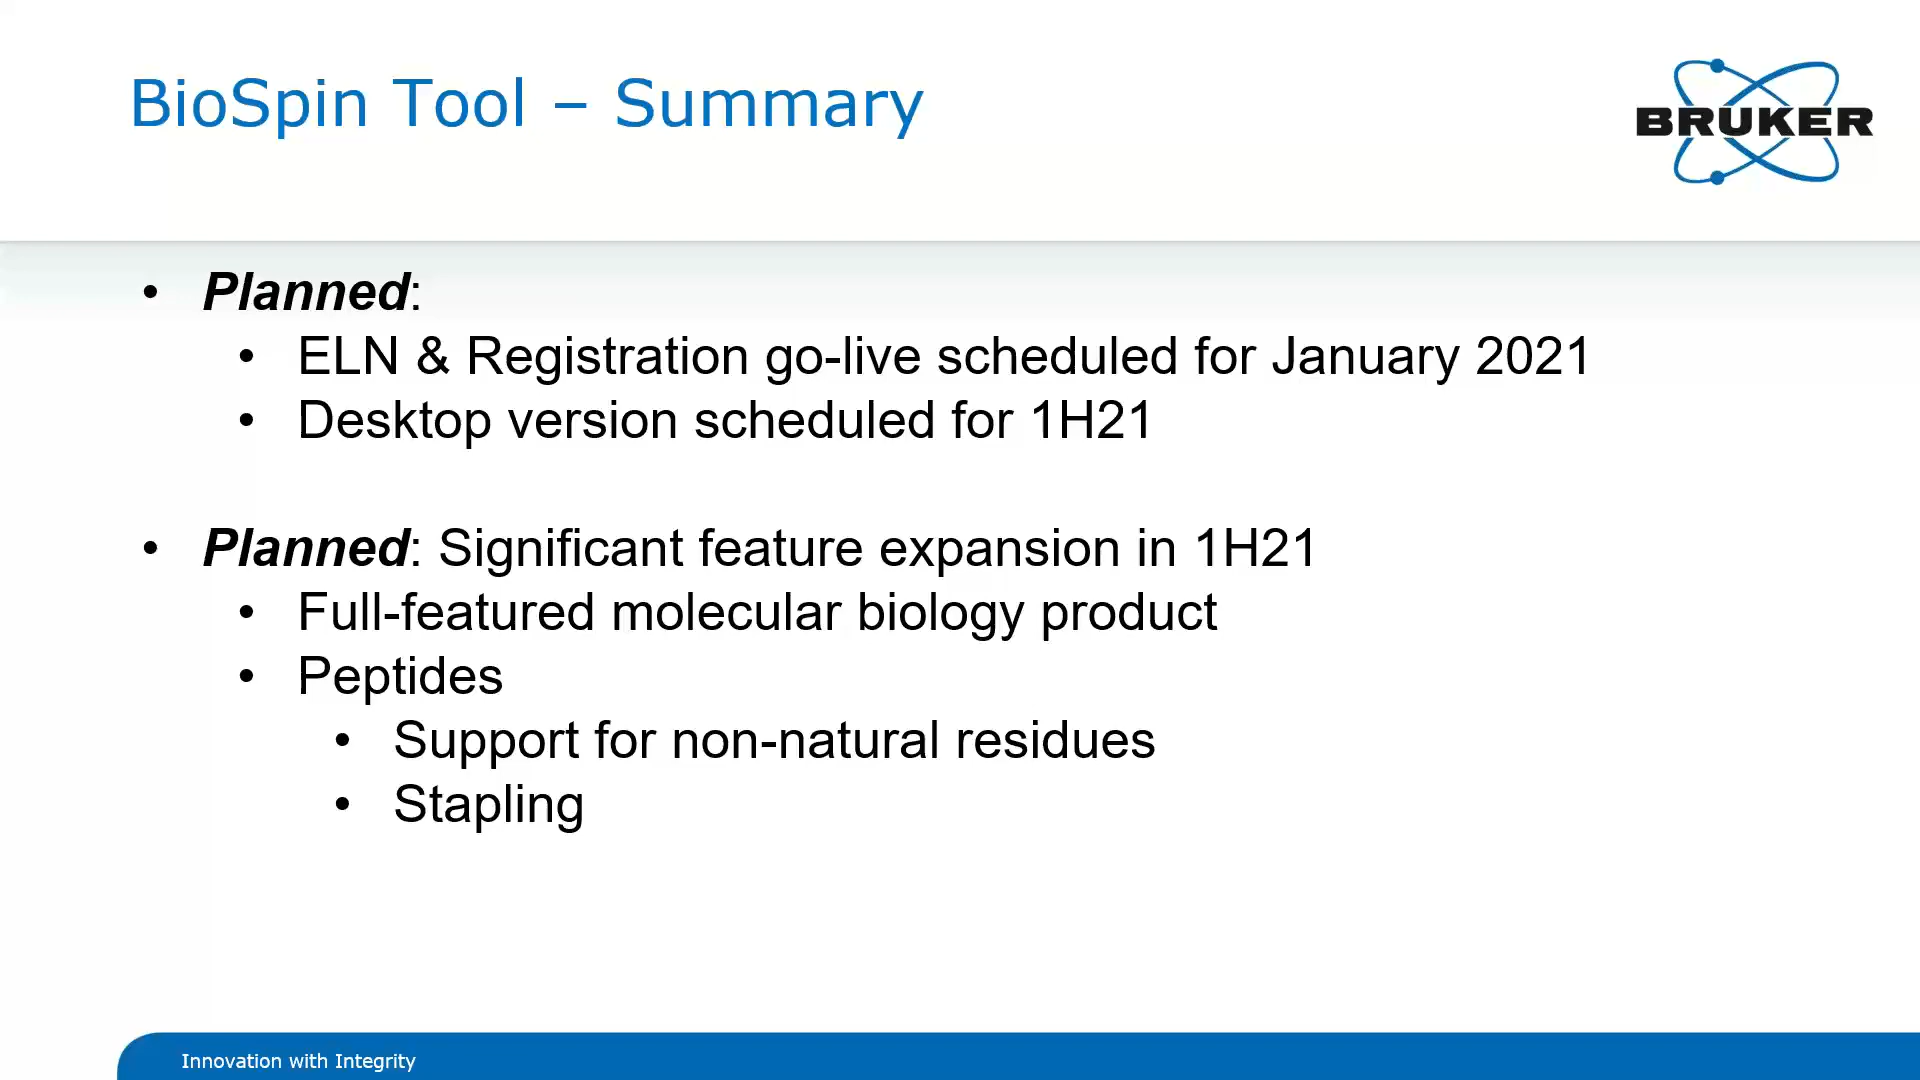 BioSpin Tool – Summary
BRUKER
• Planned:
• ELN & Registration go-live scheduled for January 2021
• Desktop version scheduled for 1H21
• Planned: Significant feature expansion in 1H21
• Full-featured molecular biology product
• Peptides
• Support for non-natural residues
• Stapling
Innovation with Integrity